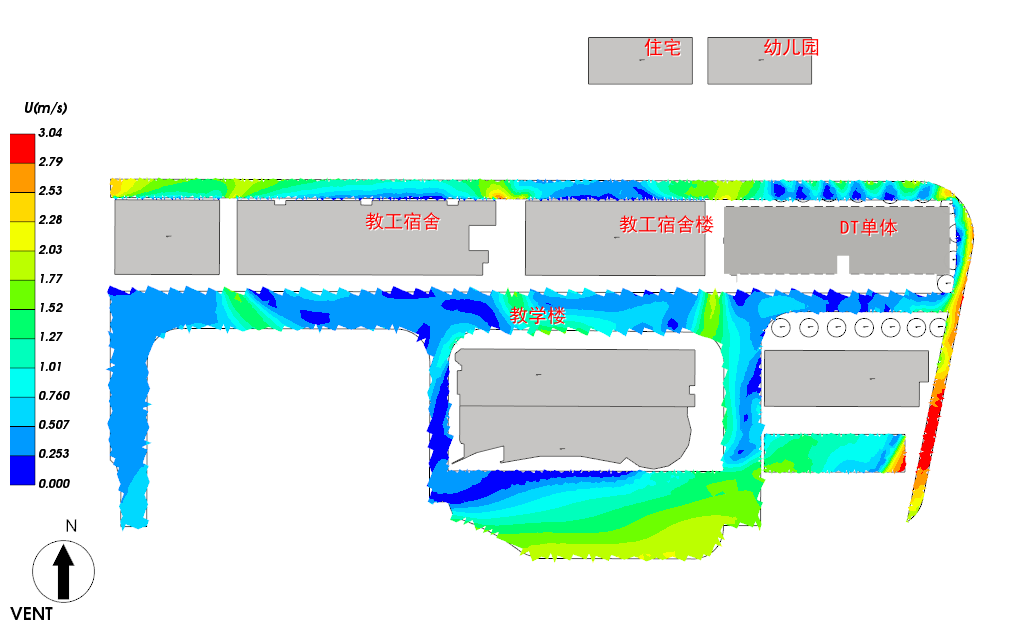 住宅
幼儿园
U(m/s)
3.04
2.79
2.53
2.28
2.03
1.77
1.52
1.27
1.01
0.760
0.507
0.253
0.000
教工宿舍
教工宿舍楼
DT单体
教学楼
N
VENT